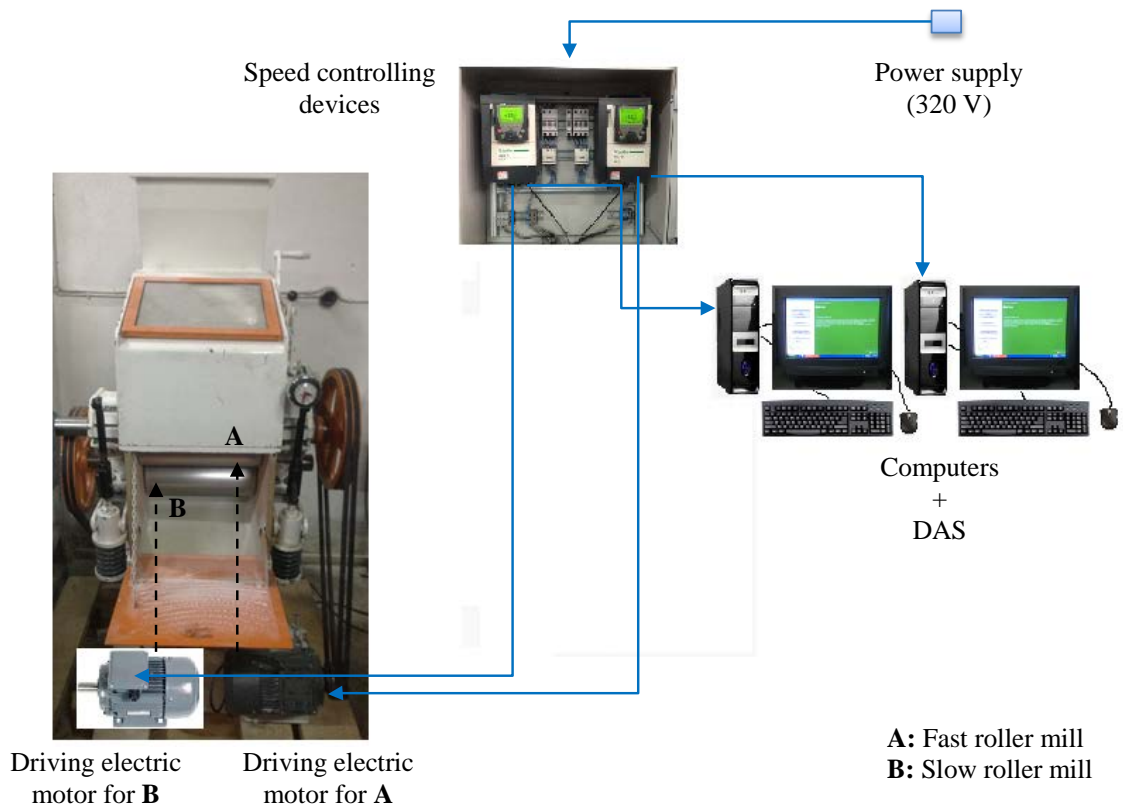 Speed controlling
devices
Power supply
(320 V)
A
B
Computers
+
DAS
A: Fast roller mill
B: Slow roller mill
Driving electric
motor for B
Driving electric
motor for A